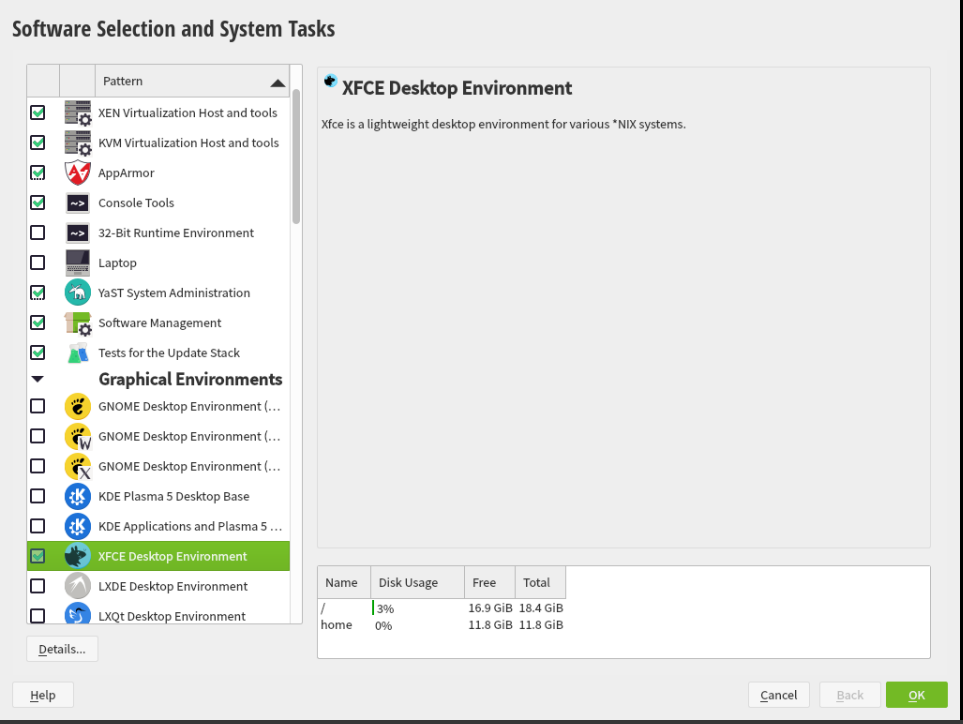 Software Selection and System Tasks
Pattern
XEN Virtualization Host and tools
KVM Virtualization Host and tools
AppArmor
~> Console Tools
~> 32-Bit Runtime Environment
Laptop
YaST System Administration
Software Management
Tests for the Update Stack
Graphical Environments
GNOME Desktop Environment (...
GNOME Desktop Environment (...
GNOME Desktop Environment (...
KDE Plasma 5 Desktop Base
KDE Applications and Plasma 5 ...
XFCE Desktop Environment
LXDE Desktop Environment
LXQt Desktop Environment
Details...
XFCE Desktop Environment
Xfce is a lightweight desktop environment for various *NIX systems.
Name Disk Usage Free Total
/ 3% 16.9 GiB 18.4 GiB
home 0% 11.8 GiB 11.8 GiB
Help Cancel Back OK